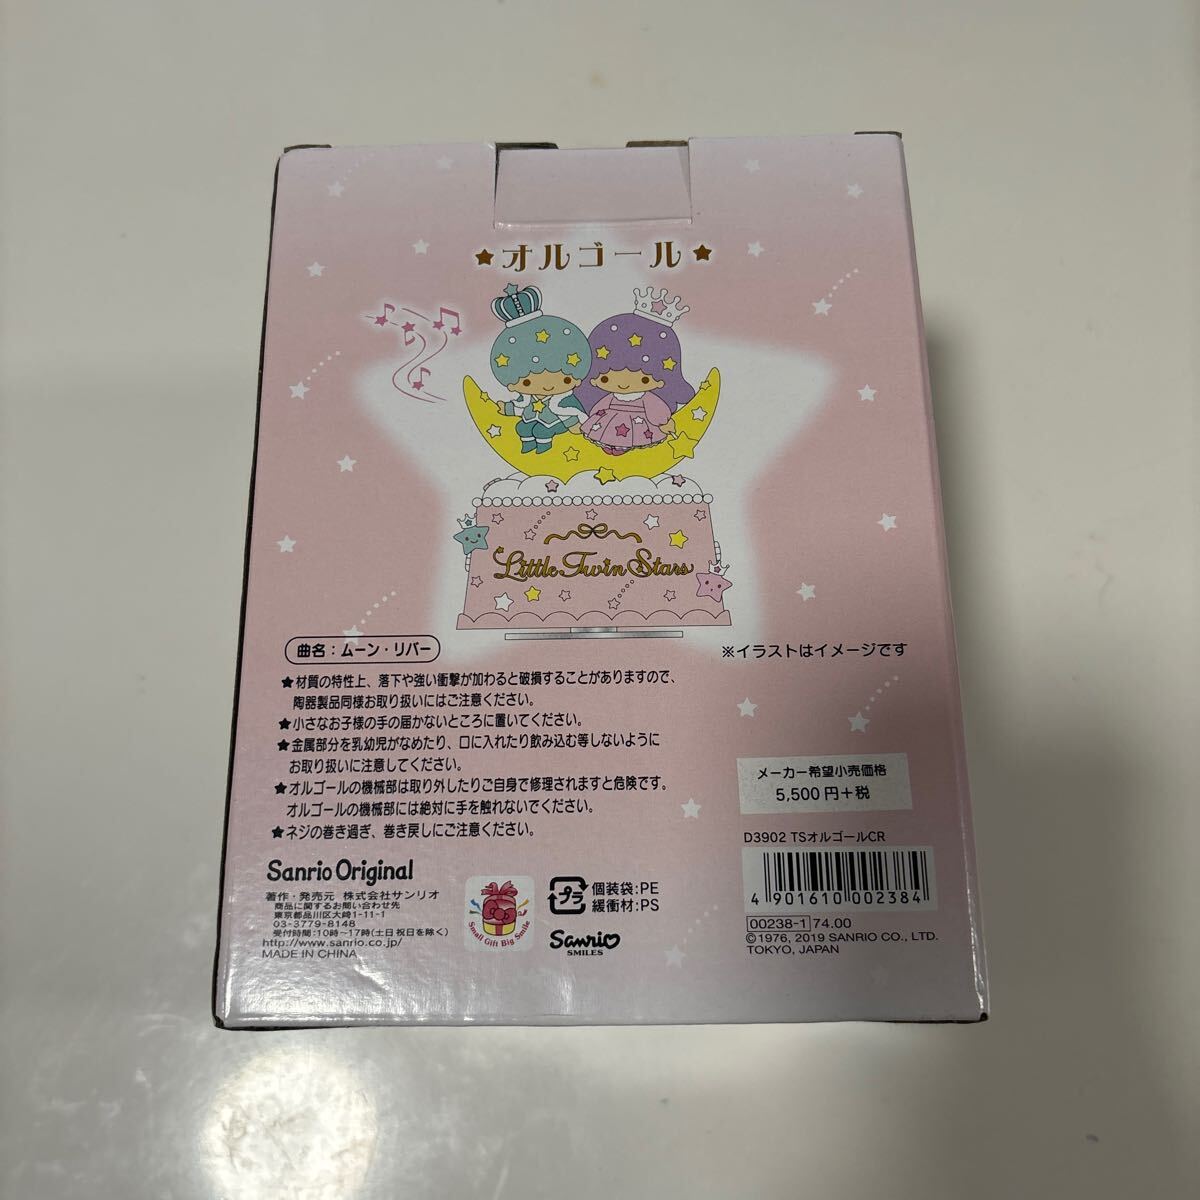 ★オルゴール★
Little Twin Stars
曲名：ムーン・リバー
※イラストはイメージです
★材質の特性上、落下や強い衝撃が加わると破損することがありますので、
陶器製品同様お取り扱いにはご注意ください。
★小さなお子様の手の届かないところに置いてください。
★金属部分を乳幼児がなめたり、口に入れたり飲み込む等しないように
お取り扱いに注意してください。
★オルゴールの機械部は取り外したりご自身で修理されますと危険です。
オルゴールの機械部には絶対に手を触れないでください。
★ネジの巻き過ぎ、巻き戻しにご注意ください。
メーカー希望小売価格
5,500円＋税
D3902 TSオルゴールCR
4 901610 002384
00238-1 74.00
©1976, 2019 SANRIO CO., LTD.
TOKYO, JAPAN
Sanrio Original
著作・発売元 株式会社サンリオ
商品に関するお問い合わせ先
東京都品川区大崎1-11-1
03-3779-8148
受付時間：10時〜17時(土日祝日を除く)
http://www.sanrio.co.jp/
MADE IN CHINA
Small Gift Big Smile
プラ
個装袋:PE
緩衝材:PS
Sanrio
SMILES